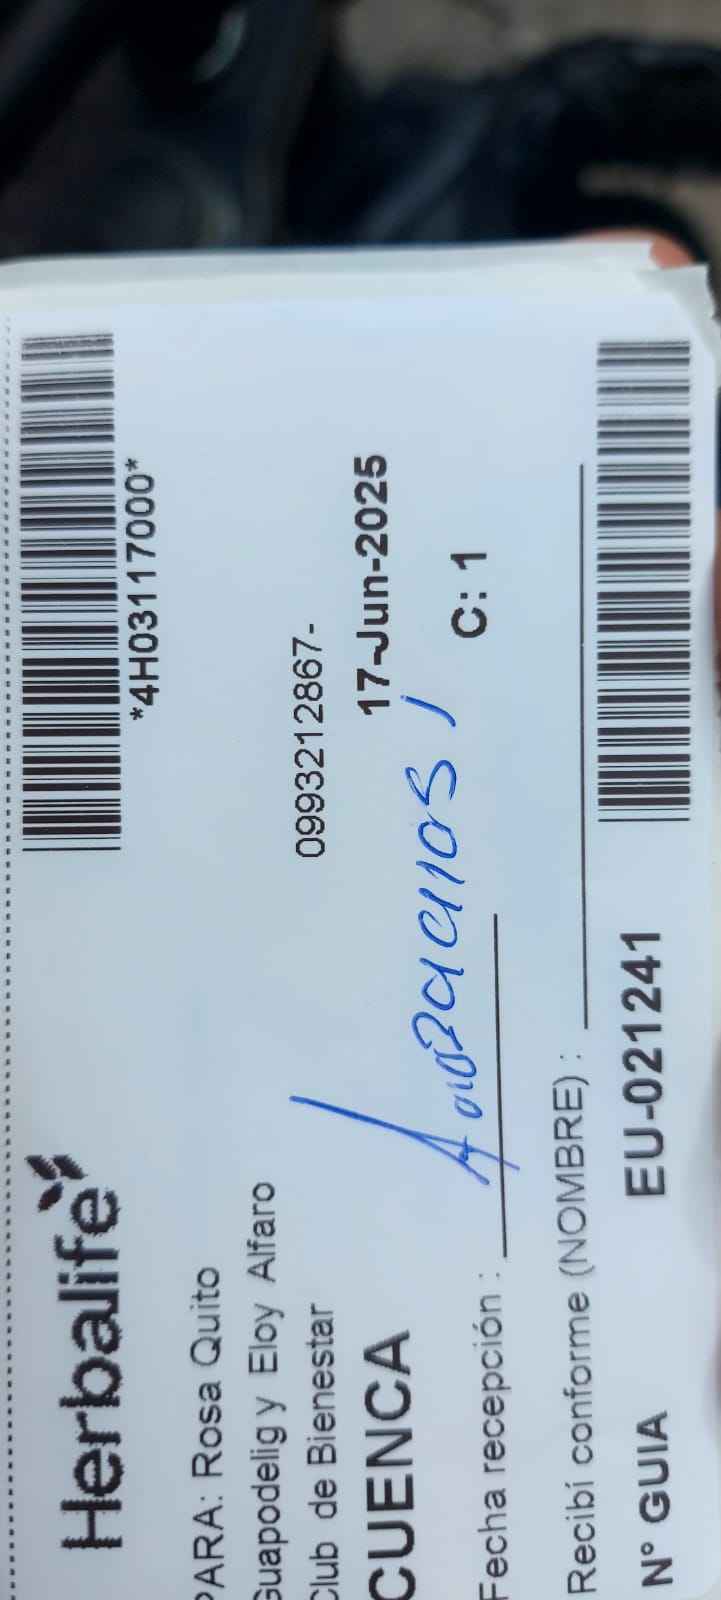 Herbalife
*4H03117000*
PARA: Rosa Quito
Guapodelig y Eloy Alfaro
Club de Bienestar
0993212867-
CUENCA
17-Jun-2025
Fecha recepción :
C: 1
Recibí conforme (NOMBRE) :
N° GUIA
EU-021241